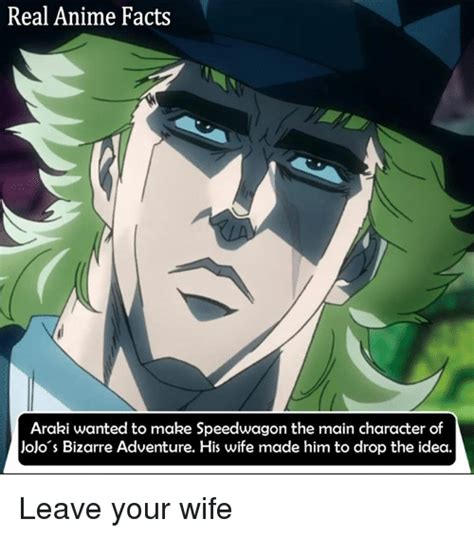 Real Anime Facts
Araki wanted to make Speedwagon the main character of
JoJo´s Bizarre Adventure. His wife made him to drop the idea.
Leave your wife